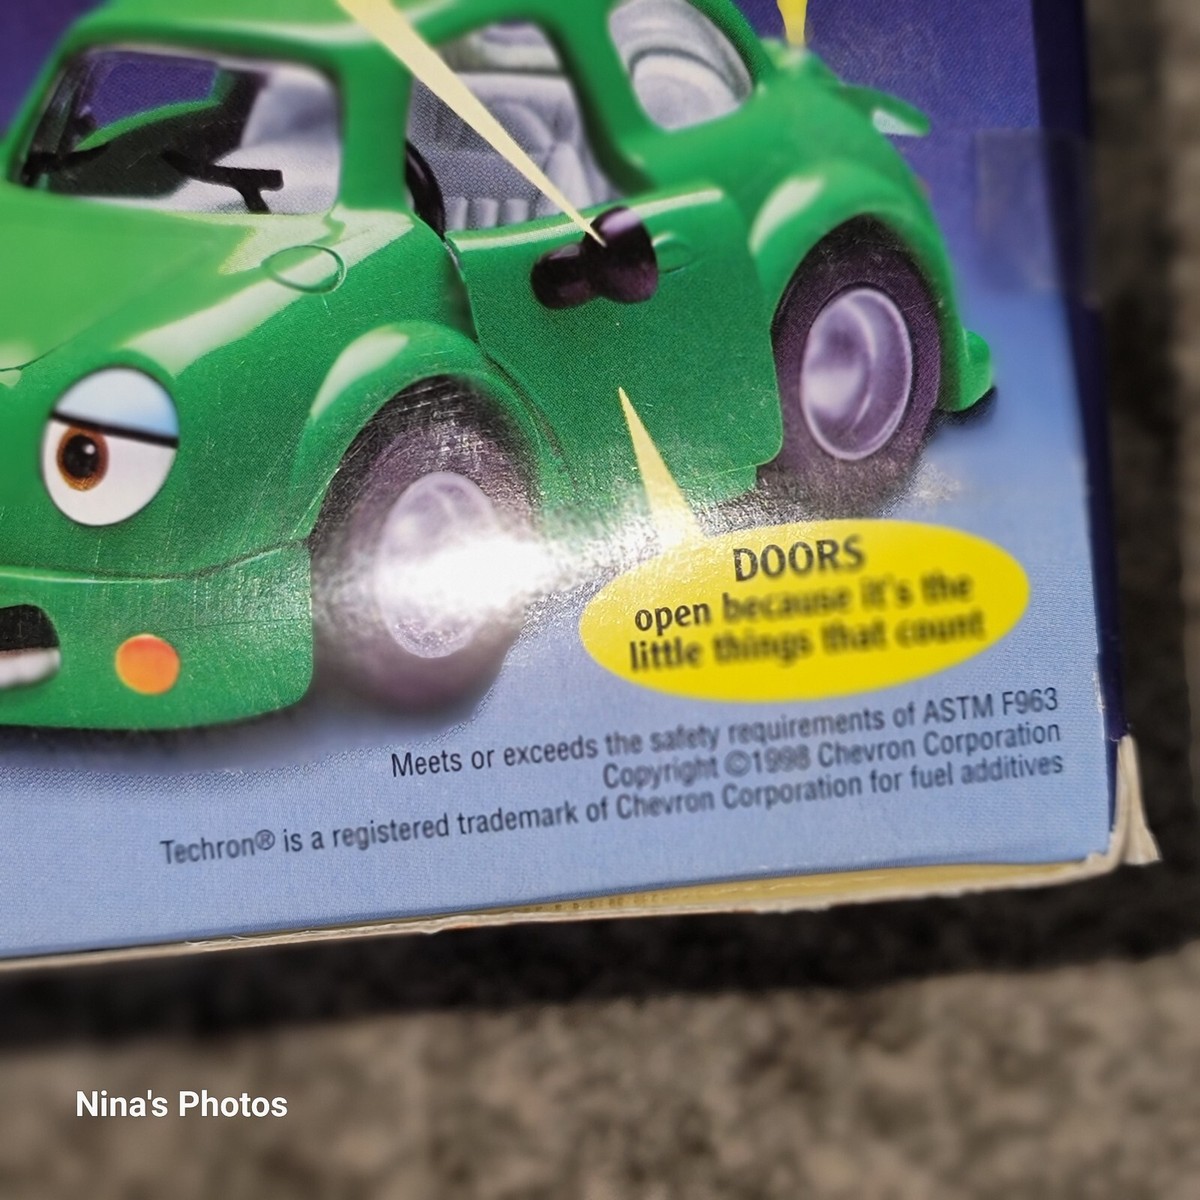 DOORS
open because it's the
little things that count
Meets or exceeds the safety requirements of ASTM F963
Copyright ©1998 Chevron Corporation
Techron® is a registered trademark of Chevron Corporation for fuel additives
Nina's Photos